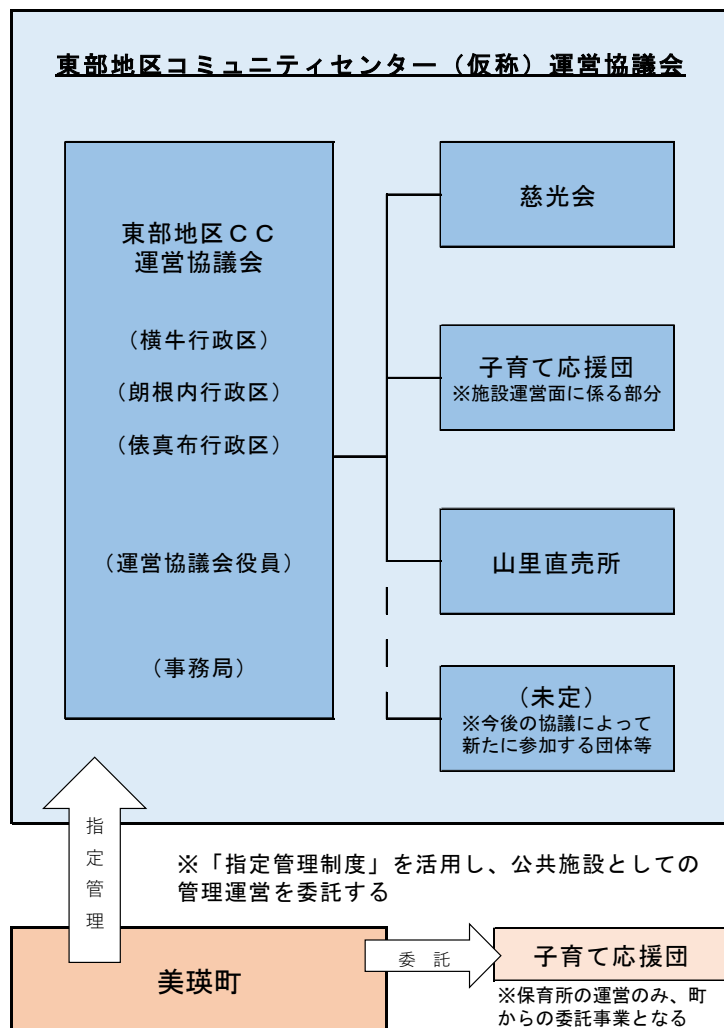 東部地区コミュニティセンター（仮称）運営協議会
東部地区ＣＣ
運営協議会
（横牛行政区）
（朗根内行政区）
（俵真布行政区）
（運営協議会役員）
（事務局）
慈光会
子育て応援団
※施設運営面に係る部分
山里直売所
（未定）
※今後の協議によって
新たに参加する団体等
指定管理
※「指定管理制度」を活用し、公共施設としての
管理運営を委託する
美瑛町
委　託
子育て応援団
※保育所の運営のみ、町
からの委託事業となる